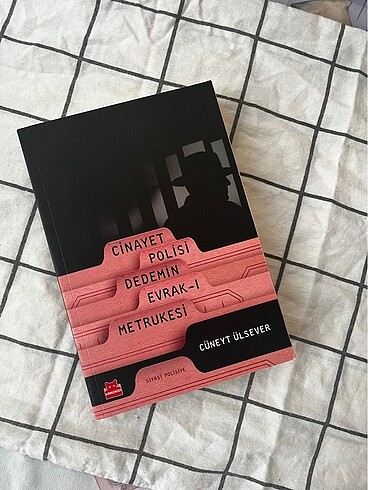 CİNAYET
POLİSİ
DEDEMİN
EVRAK-I
METRUKESİ
CÜNEYT ÜLSEVER
SİYASİ POLİSİYE